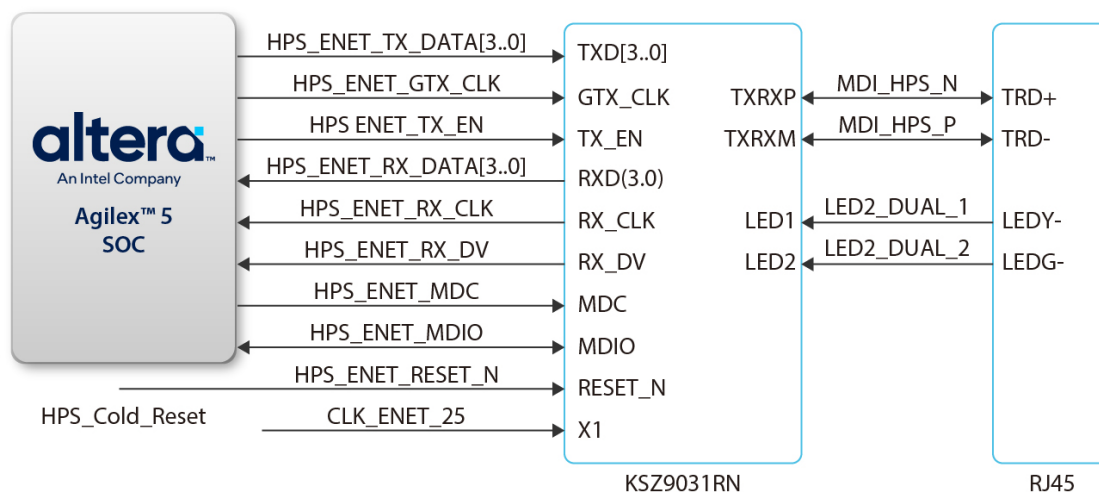 HPS_ENET_TX_DATA[3..0]
TXD[3..0]
HPS_ENET_GTX_CLK
GTX_CLK
TXRXP
MDI_HPS_N
TRD+
altera™
HPS ENET_TX_EN
TX_EN
TXRXM
MDI_HPS_P
TRD-
An Intel Company
HPS_ENET_RX_DATA[3..0]
RXD(3.0)
Agilex™ 5
SOC
HPS_ENET_RX_CLK
RX_CLK
LED1
LED2_DUAL_1
LEDY-
HPS_ENET_RX_DV
RX_DV
LED2
LED2_DUAL_2
LEDG-
HPS_ENET_MDC
MDC
HPS_ENET_MDIO
MDIO
HPS_ENET_RESET_N
RESET_N
HPS_Cold_Reset
CLK_ENET_25
X1
KSZ9031RN
RJ45